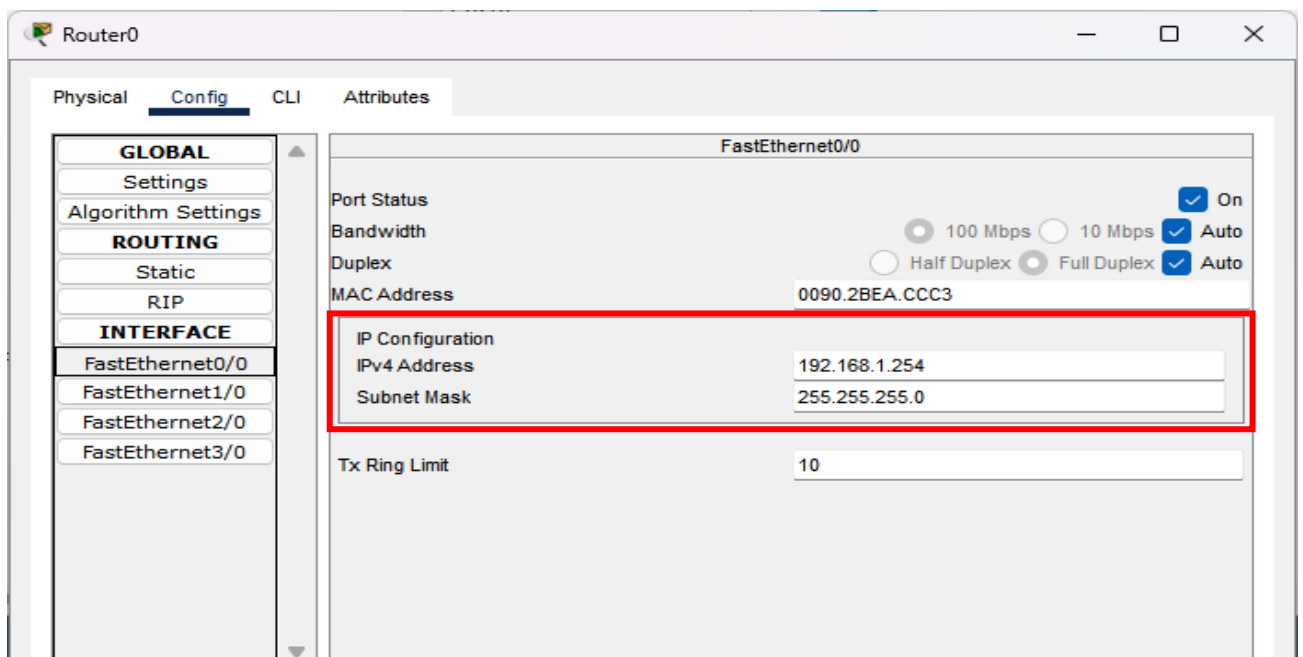 Router0
Physical Config CLI Attributes
GLOBAL
Settings
Algorithm Settings
ROUTING
Static
RIP
INTERFACE
FastEthernet0/0
FastEthernet1/0
FastEthernet2/0
FastEthernet3/0
FastEthernet0/0
Port Status On
Bandwidth 100 Mbps 10 Mbps Auto
Duplex Half Duplex Full Duplex Auto
MAC Address 0090.2BEA.CCC3
IP Configuration
IPv4 Address 192.168.1.254
Subnet Mask 255.255.255.0
Tx Ring Limit 10